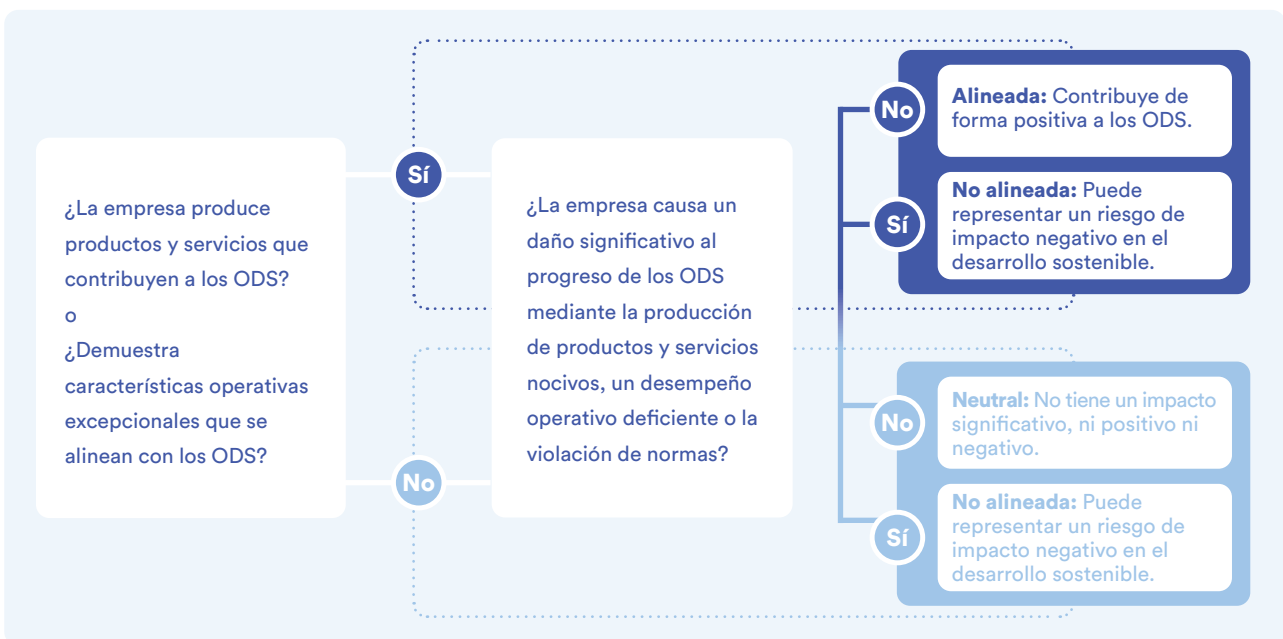 ¿La empresa produce
productos y servicios que
contribuyen a los ODS?
o
¿Demuestra
características operativas
excepcionales que se
alinean con los ODS?
Sí
No
¿La empresa causa un
daño significativo al
progreso de los ODS
mediante la producción
de productos y servicios
nocivos, un desempeño
operativo deficiente o la
violación de normas?
No
Alineada: Contribuye de
forma positiva a los ODS.
Sí
No alineada: Puede
representar un riesgo de
impacto negativo en el
desarrollo sostenible.
No
Neutral: No tiene un impacto
significativo, ni positivo ni
negativo.
Sí
No alineada: Puede
representar un riesgo de
impacto negativo en el
desarrollo sostenible.